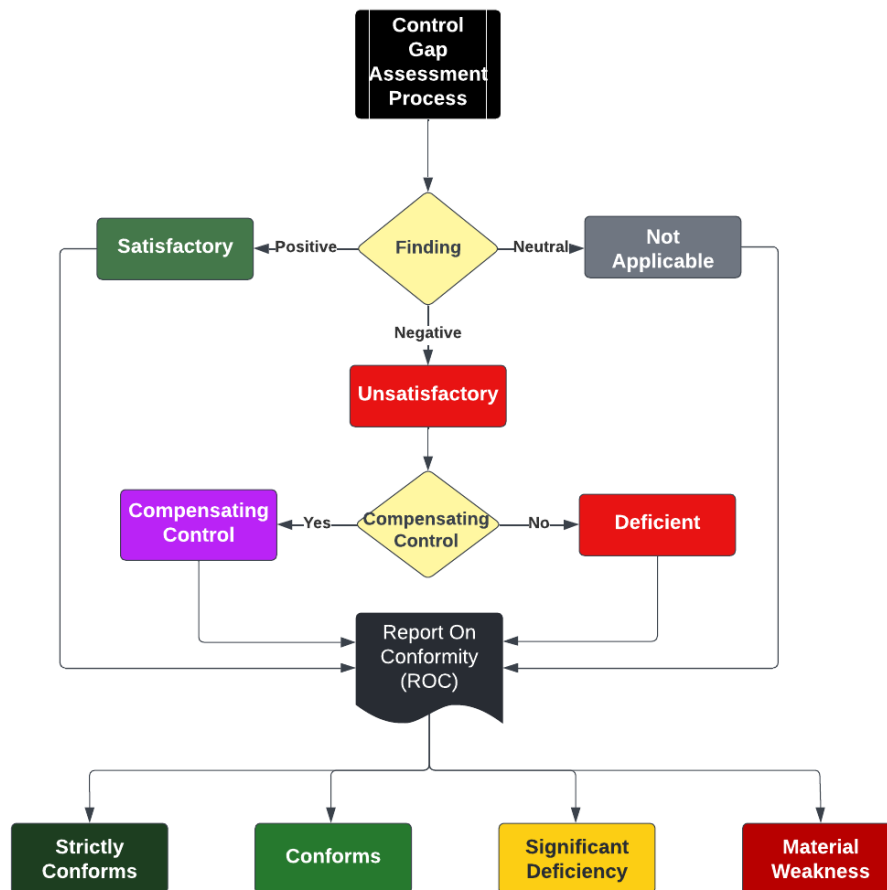 Control
Gap
Assessment
Process
Satisfactory
Positive
Finding
Neutral
Not
Applicable
Negative
Unsatisfactory
Compensating
Control
Yes
Compensating
Control
No
Deficient
Report On
Conformity
(ROC)
Strictly
Conforms
Conforms
Significant
Deficiency
Material
Weakness